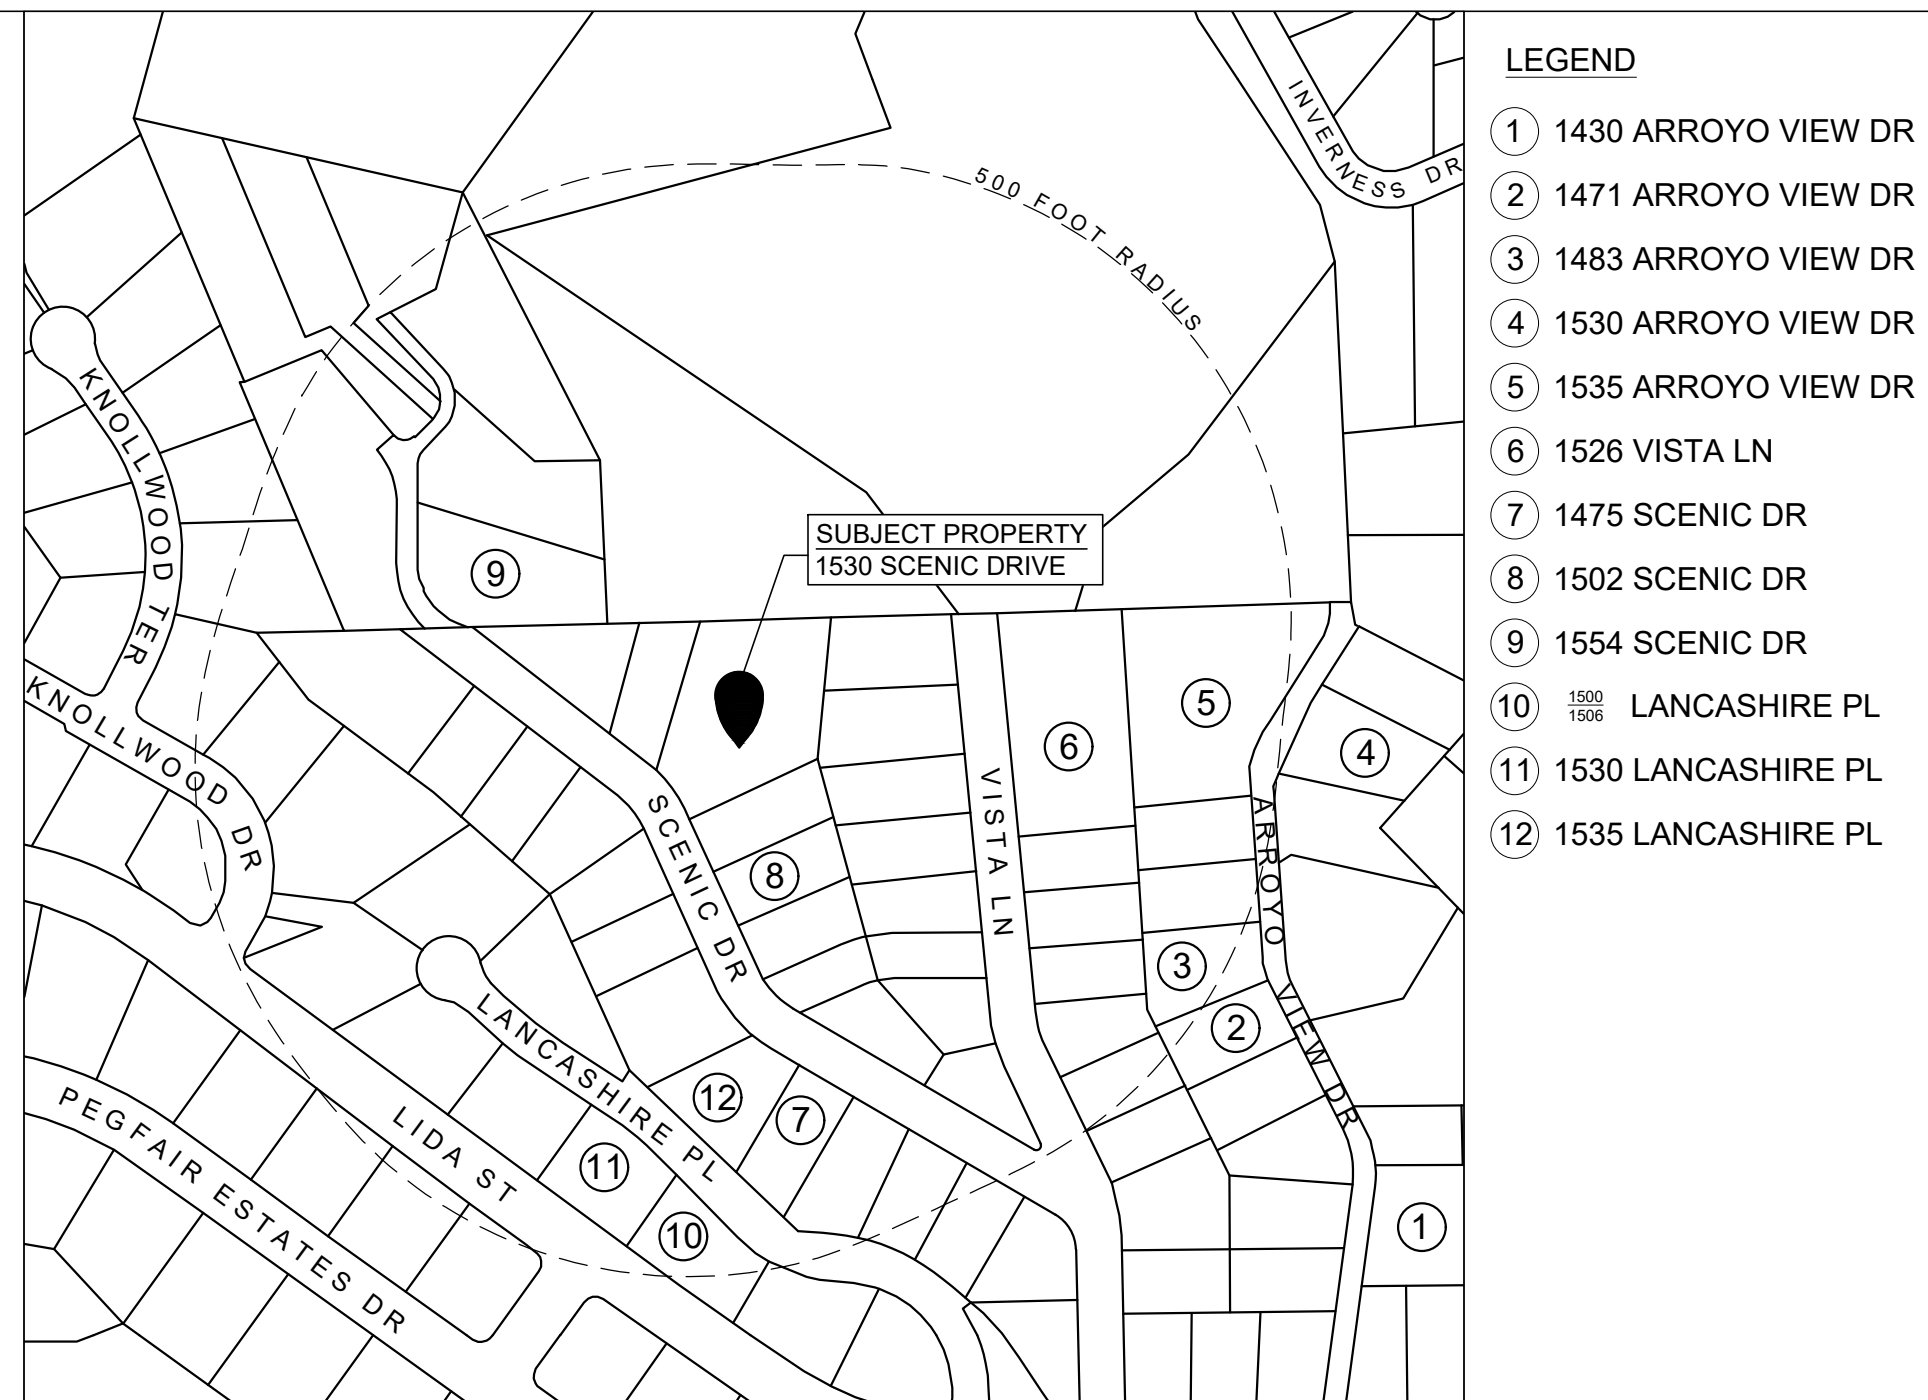 INVERNESS DR
500 FOOT RADIUS
KNOLLWOOD TER
SUBJECT PROPERTY
1530 SCENIC DRIVE
9
KNOLLWOOD DR
5
6
4
SCENIC DR
VISTA LN
ARROYO VIEW DR
8
3
2
LANCASHIRE PL
12
7
LIDA ST
PEGFAIR ESTATES DR
11
10
1
LEGEND
1 1430 ARROYO VIEW DR
2 1471 ARROYO VIEW DR
3 1483 ARROYO VIEW DR
4 1530 ARROYO VIEW DR
5 1535 ARROYO VIEW DR
6 1526 VISTA LN
7 1475 SCENIC DR
8 1502 SCENIC DR
9 1554 SCENIC DR
10 1500/1506 LANCASHIRE PL
11 1530 LANCASHIRE PL
12 1535 LANCASHIRE PL